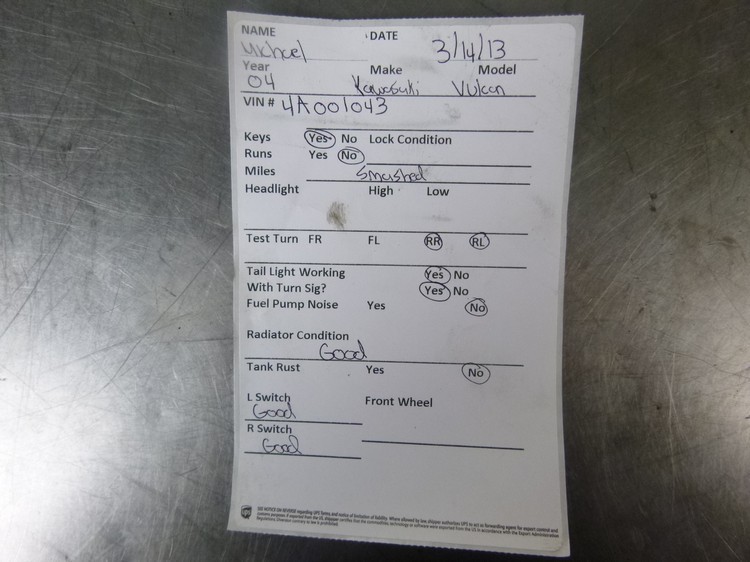 NAME DATE
Michael 3/14/13
Year Make Model
04 Kawasaki Vulcan
VIN # 4A001043
Keys Yes No Lock Condition
Runs Yes No
Miles Smashed
Headlight High Low
Test Turn FR FL RR RL
Tail Light Working Yes No
With Turn Sig? Yes No
Fuel Pump Noise Yes No
Radiator Condition
Good
Tank Rust Yes No
L Switch Front Wheel
Good
R Switch
Good